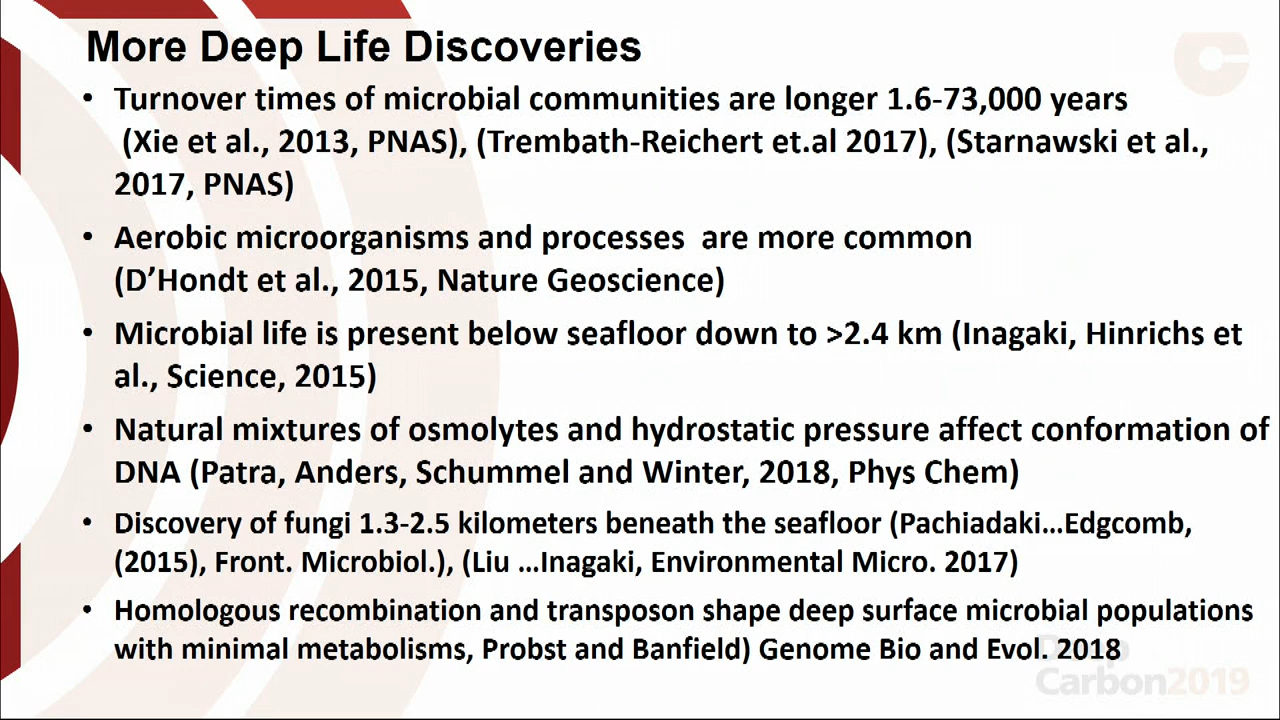 More Deep Life Discoveries
• Turnover times of microbial communities are longer 1.6-73,000 years
(Xie et al., 2013, PNAS), (Trembath-Reichert et.al 2017), (Starnawski et al.,
2017, PNAS)
• Aerobic microorganisms and processes  are more common
(D’Hondt et al., 2015, Nature Geoscience)
• Microbial life is present below seafloor down to >2.4 km (Inagaki, Hinrichs et
al., Science, 2015)
• Natural mixtures of osmolytes and hydrostatic pressure affect conformation of
DNA (Patra, Anders, Schummel and Winter, 2018, Phys Chem)
• Discovery of fungi 1.3-2.5 kilometers beneath the seafloor (Pachiadaki…Edgcomb,
(2015), Front. Microbiol.), (Liu …Inagaki, Environmental Micro. 2017)
• Homologous recombination and transposon shape deep surface microbial populations
with minimal metabolisms, Probst and Banfield) Genome Bio and Evol. 2018
Deep
Carbon2019